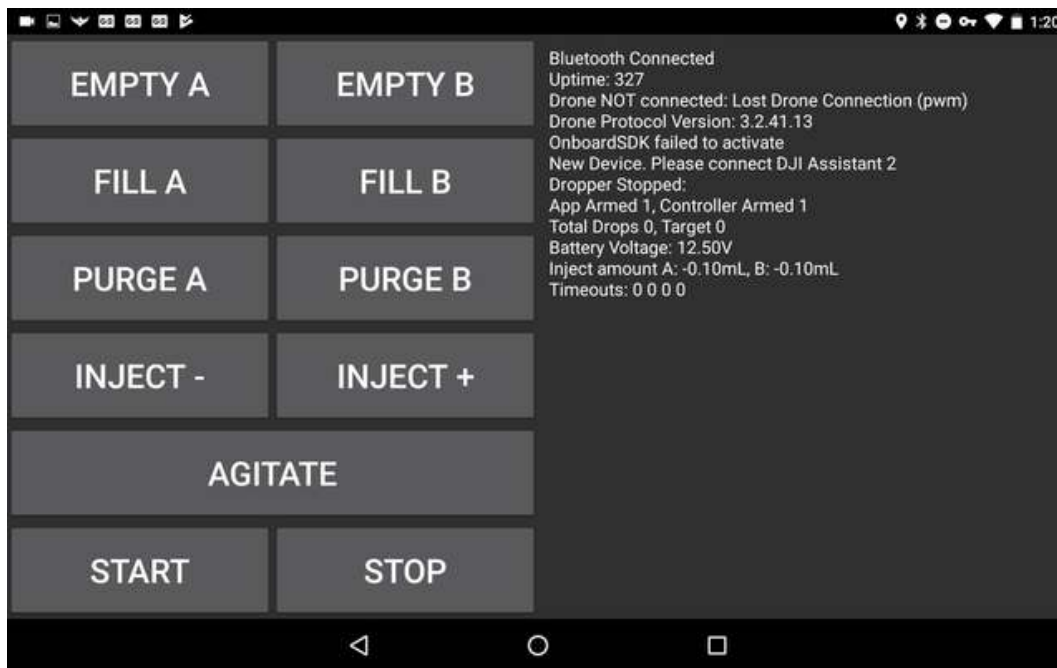 1:20
EMPTY A
EMPTY B
FILL A
FILL B
PURGE A
PURGE B
INJECT -
INJECT +
AGITATE
START
STOP
Bluetooth Connected
Uptime: 327
Drone NOT connected: Lost Drone Connection (pwm)
Drone Protocol Version: 3.2.41.13
OnboardSDK failed to activate
New Device. Please connect DJI Assistant 2
Dropper Stopped:
App Armed 1, Controller Armed 1
Total Drops 0, Target 0
Battery Voltage: 12.50V
Inject amount A: -0.10mL, B: -0.10mL
Timeouts: 0 0 0 0